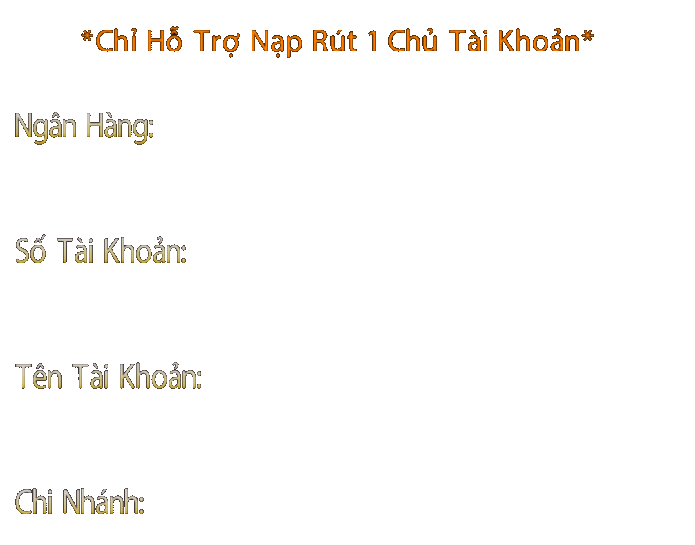 *Chỉ Hỗ Trợ Nạp Rút 1 Chủ Tài Khoản*
Ngân Hàng:
Số Tài Khoản:
Tên Tài Khoản:
Chi Nhánh: